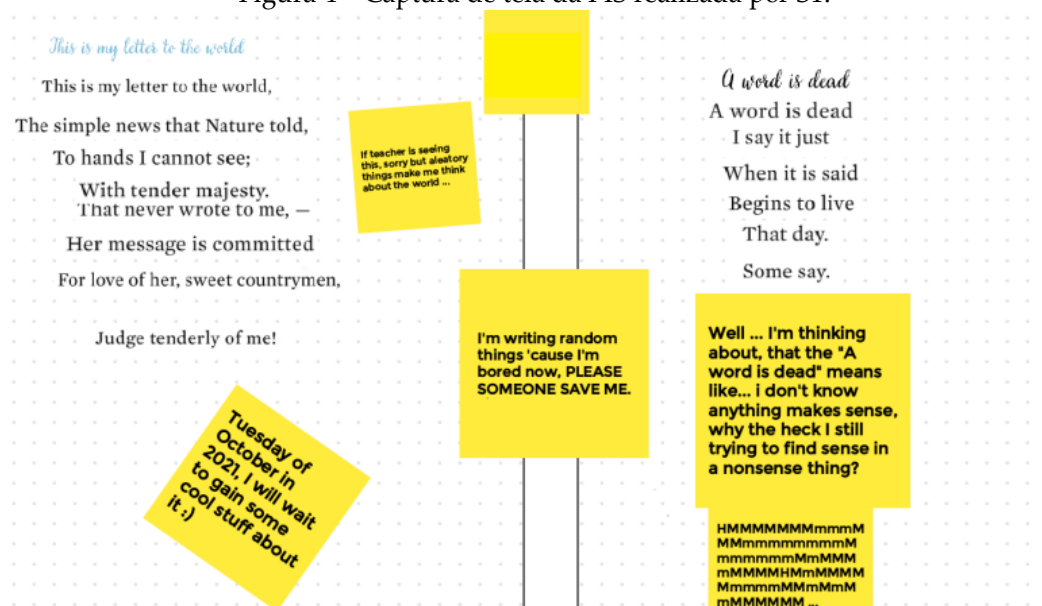 Figura 1 – Captura de tela da MS realizada por S1.
This is my letter to the world
This is my letter to the world,
The simple news that Nature told,
To hands I cannot see;
With tender majesty.
That never wrote to me, —
Her message is committed
For love of her, sweet countrymen,
Judge tenderly of me!
If teacher is seeing
this, sorry but aleatory
things make me think
about the world ...
I'm writing random
things 'cause I'm
bored now, PLEASE
SOMEONE SAVE ME.
Tuesday of
October in
2021, I will wait
to gain some
cool stuff about
it :)
A word is dead
A word is dead
I say it just
When it is said
Begins to live
That day.
Some say.
Well ... I'm thinking
about, that the "A
word is dead" means
like... i don't know
anything makes sense,
why the heck I still
trying to find sense in
a nonsense thing?
HMMMMMMMmmmM
MMmmmmmmmmmM
mmmmmmMmMMM
mMMMMHMmMMMM
MmmmmMMmMmM
mMMMMMM ...